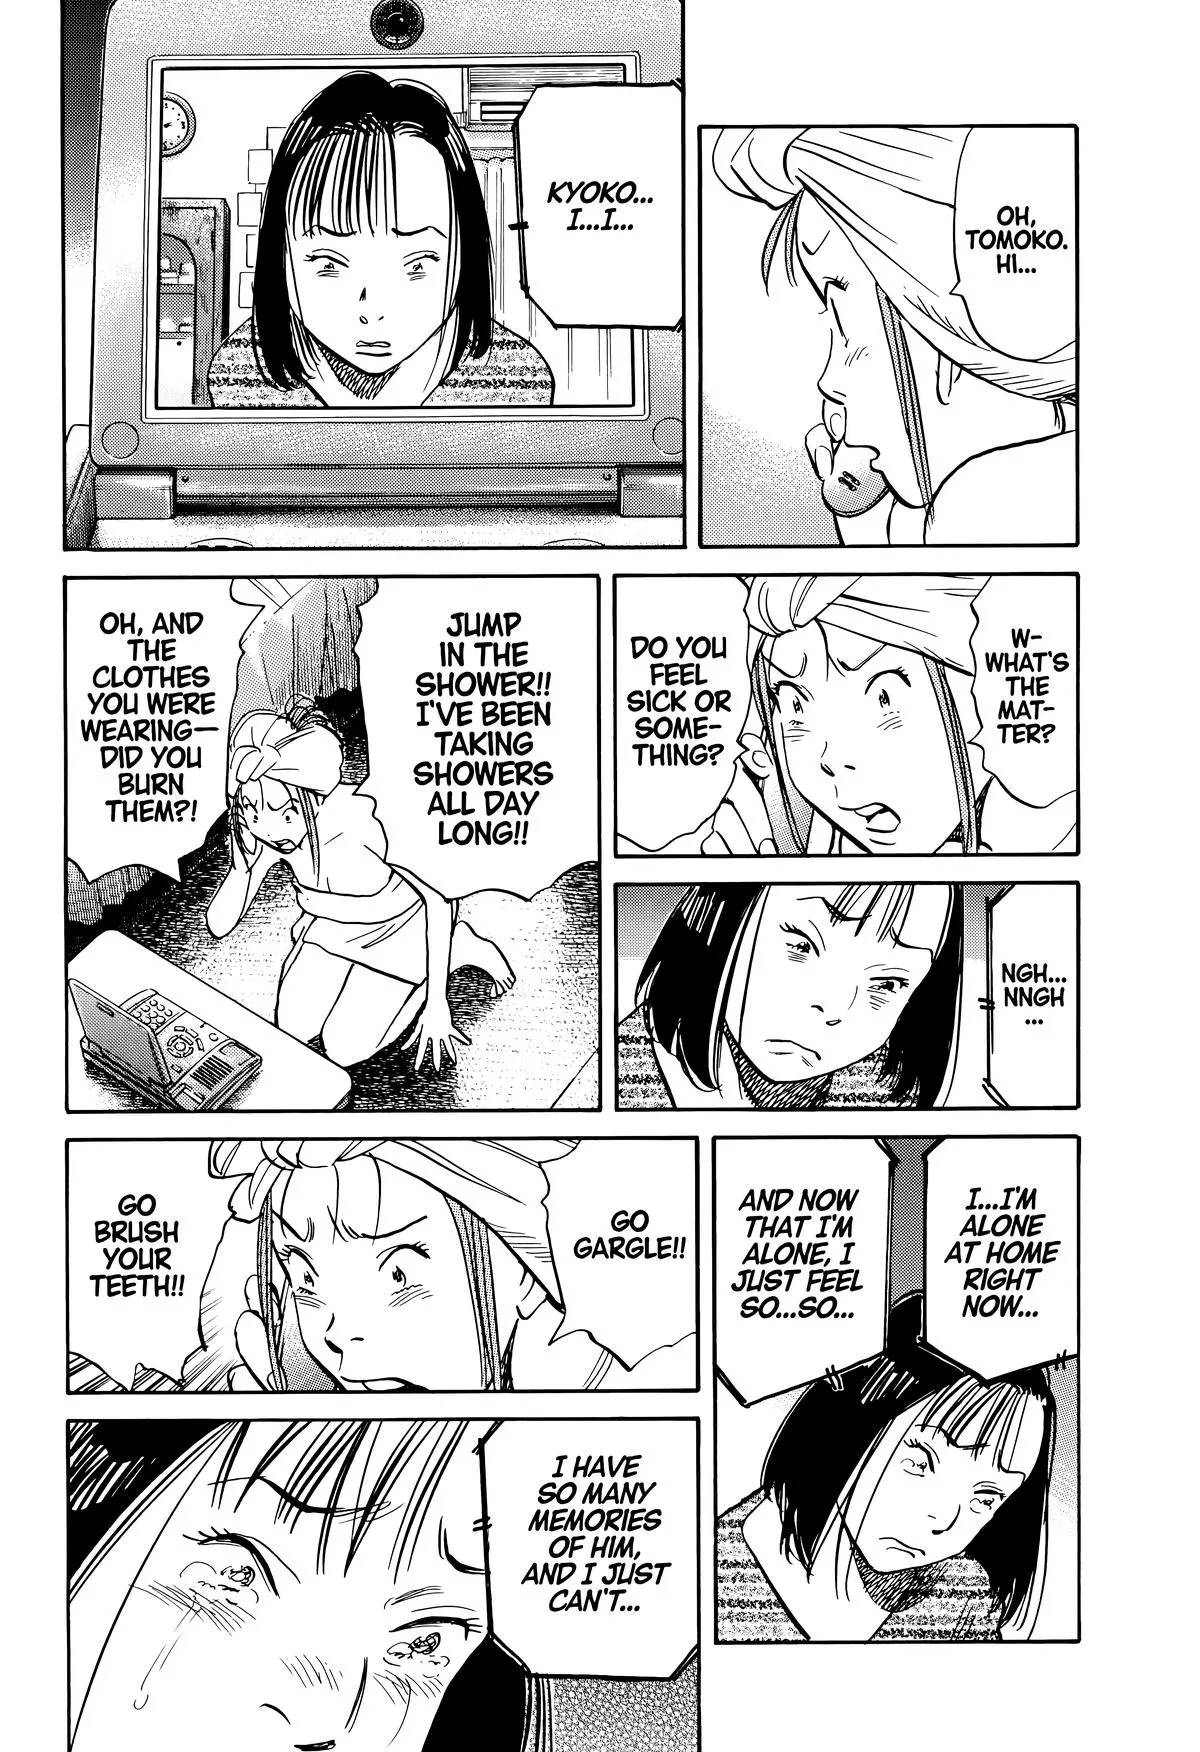 OH,
TOMOKO.
HI...
KYOKO...
I...I...
W-
WHAT'S
THE
MAT-
TER?
DO YOU
FEEL
SICK OR
SOME-
THING?
NGH...
NNGH
...
JUMP
IN THE
SHOWER!!
I'VE BEEN
TAKING
SHOWERS
ALL DAY
LONG!!
OH, AND
THE
CLOTHES
YOU WERE
WEARING—
DID YOU
BURN
THEM?!
I...I'M
ALONE
AT HOME
RIGHT
NOW...
AND NOW
THAT I'M
ALONE, I
JUST FEEL
SO...SO...
GO
GARGLE!!
GO
BRUSH
YOUR
TEETH!!
I HAVE
SO MANY
MEMORIES
OF HIM,
AND I JUST
CAN'T...